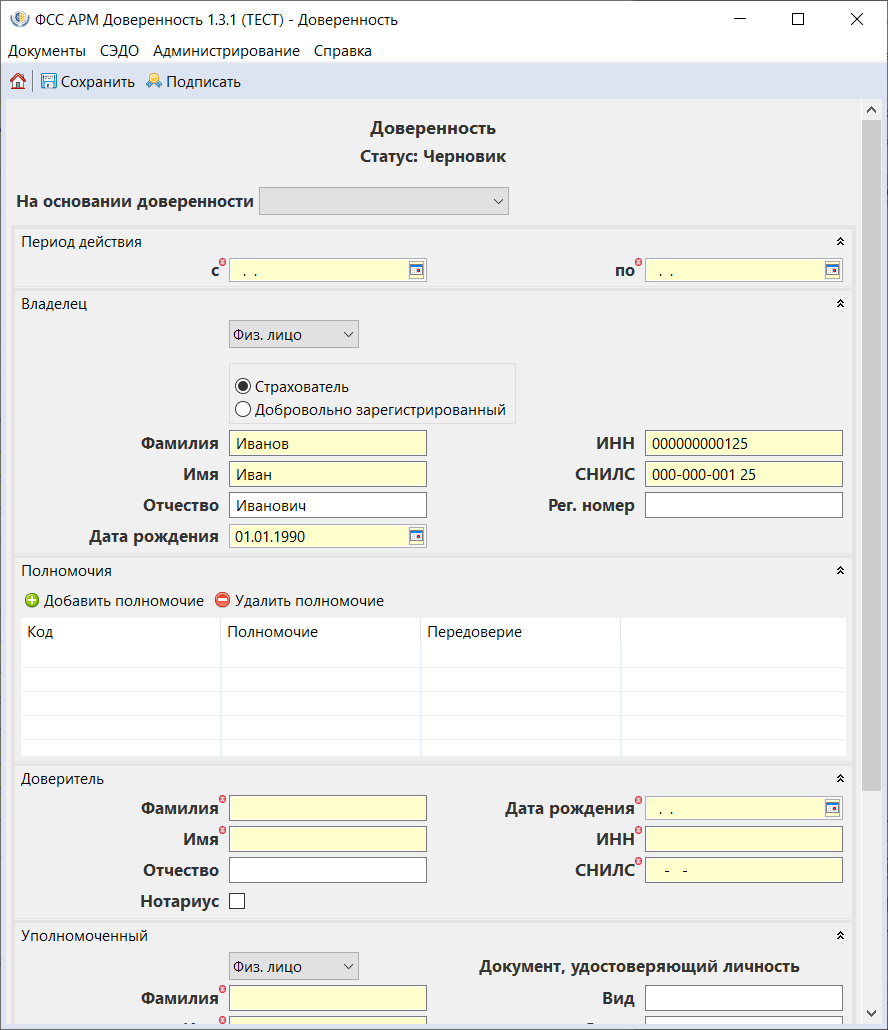 ФСС АРМ Доверенность 1.3.1 (ТЕСТ) - Доверенность
Документы СЭДО Администрирование Справка
Сохранить Подписать
Доверенность
Статус: Черновик
На основании доверенности
Период действия
с . . по . .
Владелец
Физ. лицо
Страхователь
Добровольно зарегистрированный
Фамилия Иванов ИНН 000000000125
Имя Иван СНИЛС 000-000-001 25
Отчество Иванович Рег. номер
Дата рождения 01.01.1990
Полномочия
Добавить полномочие Удалить полномочие
Код Полномочие Передоверие
Доверитель
Фамилия Дата рождения . .
Имя ИНН
Отчество СНИЛС - -
Нотариус
Уполномоченный
Физ. лицо Документ, удостоверяющий личность
Фамилия Вид